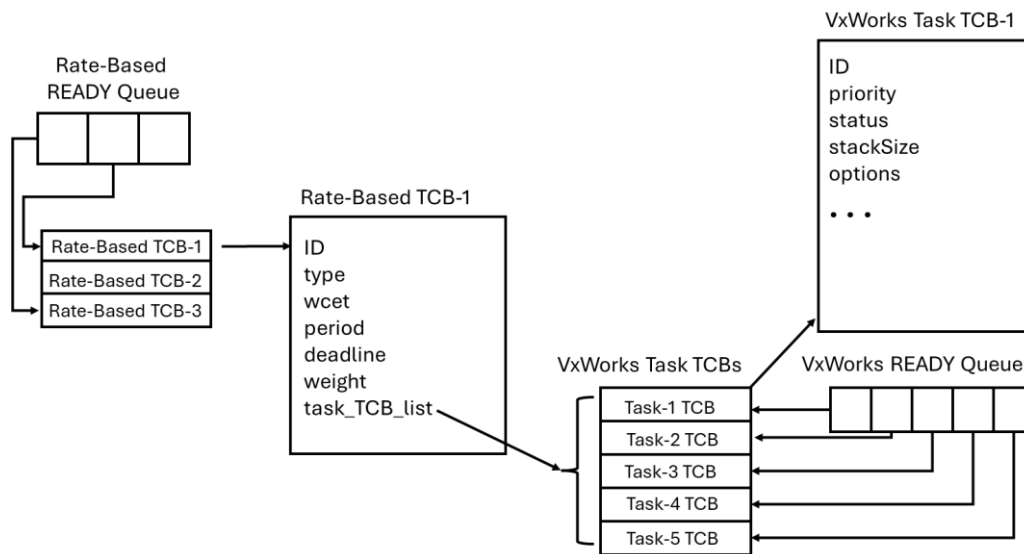 VxWorks Task TCB-1
ID
priority
status
stackSize
options
. . .
Rate-Based
READY Queue
Rate-Based TCB-1
Rate-Based TCB-2
Rate-Based TCB-3
Rate-Based TCB-1
ID
type
wcet
period
deadline
weight
task_TCB_list
VxWorks Task TCBs
Task-1 TCB
Task-2 TCB
Task-3 TCB
Task-4 TCB
Task-5 TCB
VxWorks READY Queue